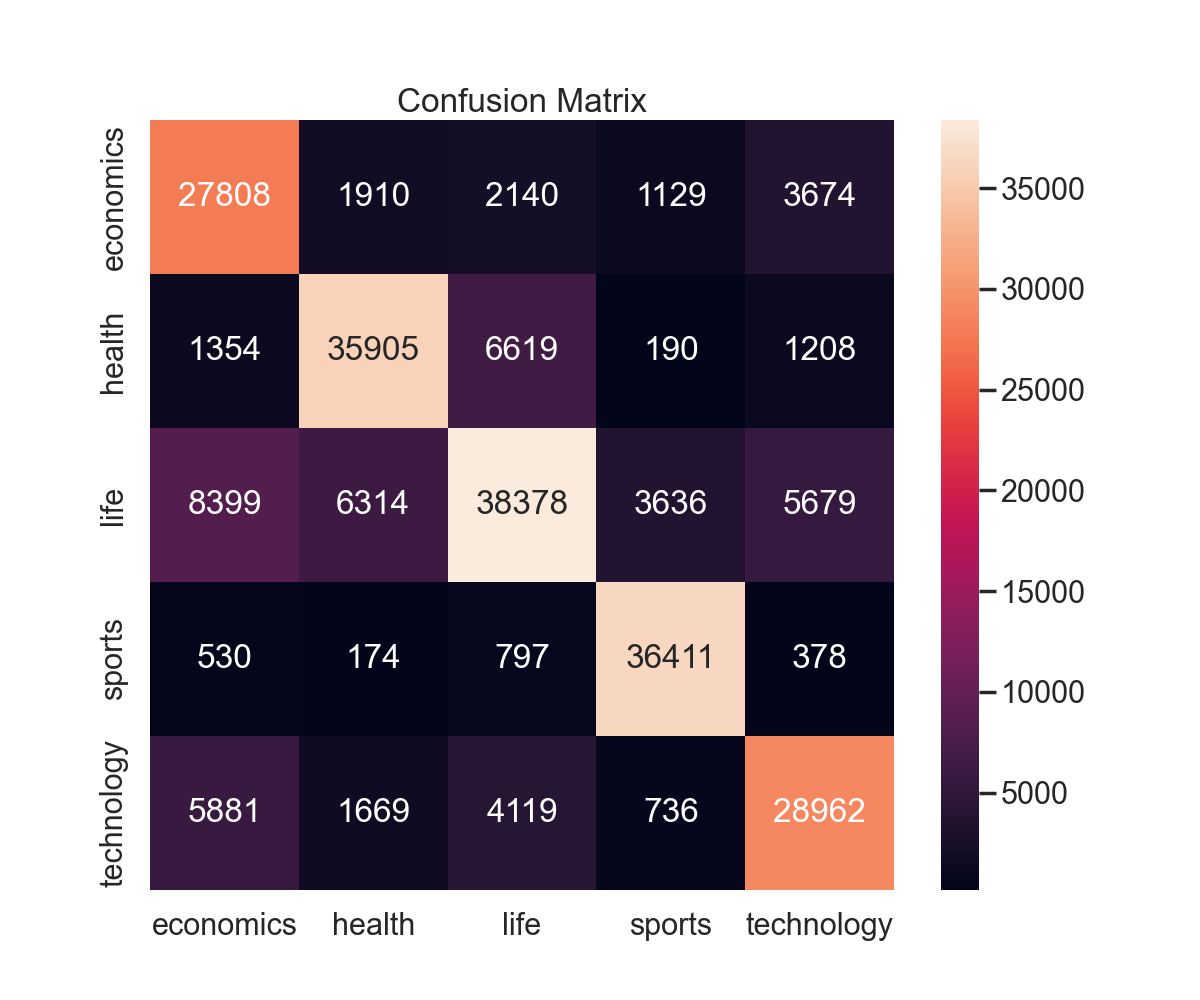 Confusion Matrix
economics 27808 1910 2140 1129 3674
health 1354 35905 6619 190 1208
life 8399 6314 38378 3636 5679
sports 530 174 797 36411 378
technology 5881 1669 4119 736 28962
economics health life sports technology
35000
30000
25000
20000
15000
10000
5000